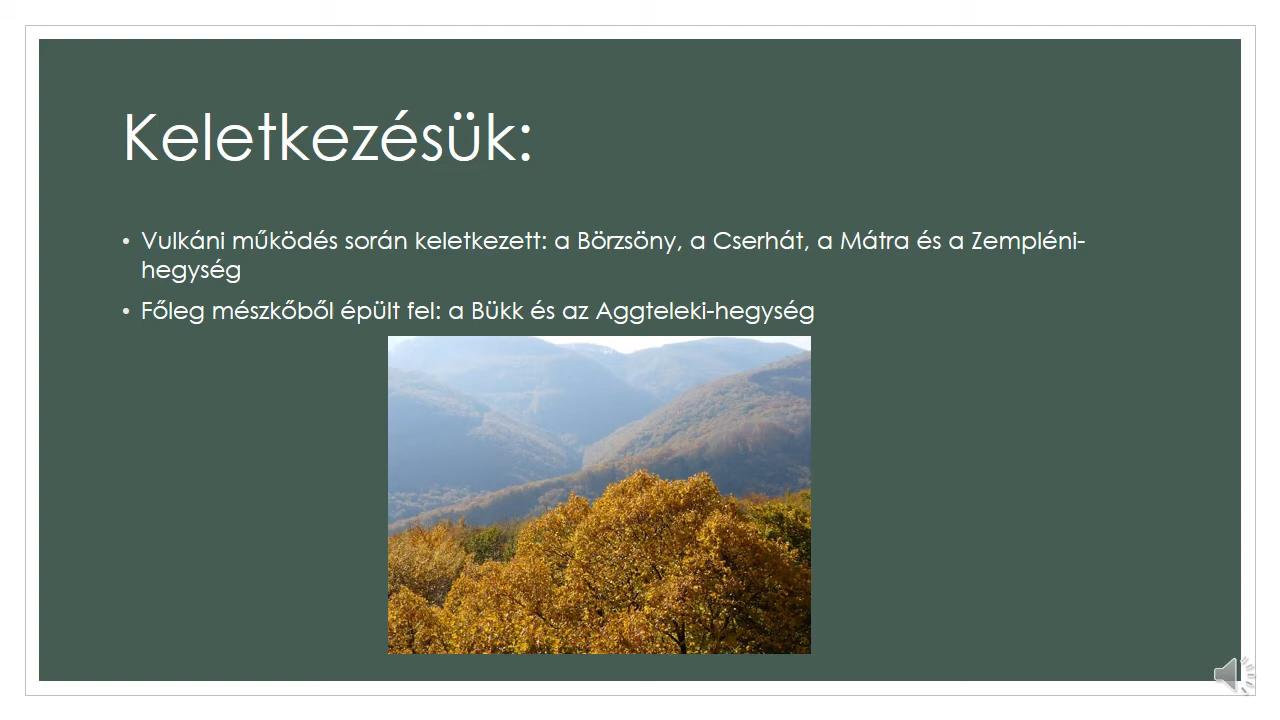 Keletkezésük:
• Vulkáni működés során keletkezett: a Börzsöny, a Cserhát, a Mátra és a Zempléni-
hegység
• Főleg mészkőből épült fel: a Bükk és az Aggteleki-hegység